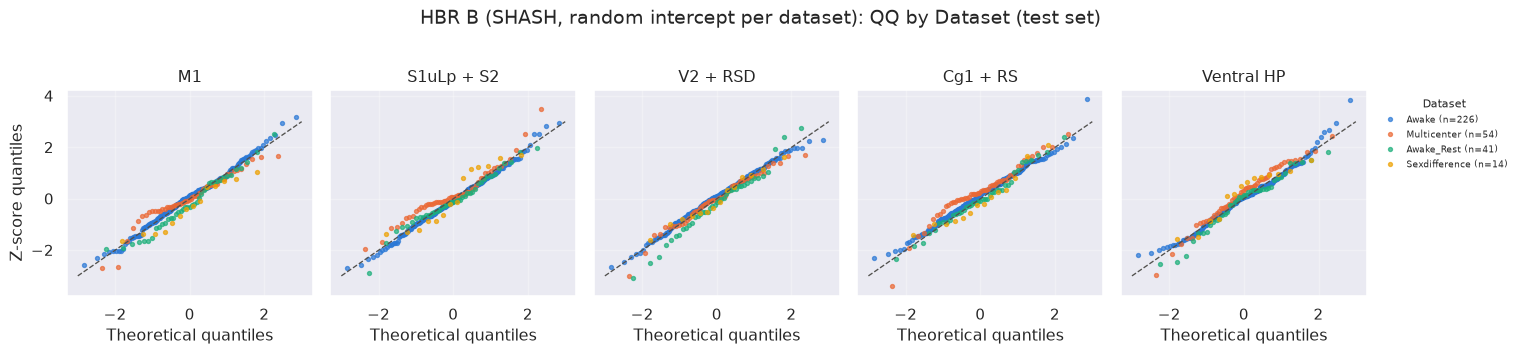 HBR B (SHASH, random intercept per dataset): QQ by Dataset (test set)
M1
S1uLp + S2
V2 + RSD
Cg1 + RS
Ventral HP
Z-score quantiles
4
2
0
−2
−2 0 2
−2 0 2
−2 0 2
−2 0 2
−2 0 2
Theoretical quantiles
Theoretical quantiles
Theoretical quantiles
Theoretical quantiles
Theoretical quantiles
Dataset
Awake (n=226)
Multicenter (n=54)
Awake_Rest (n=41)
Sexdifference (n=14)